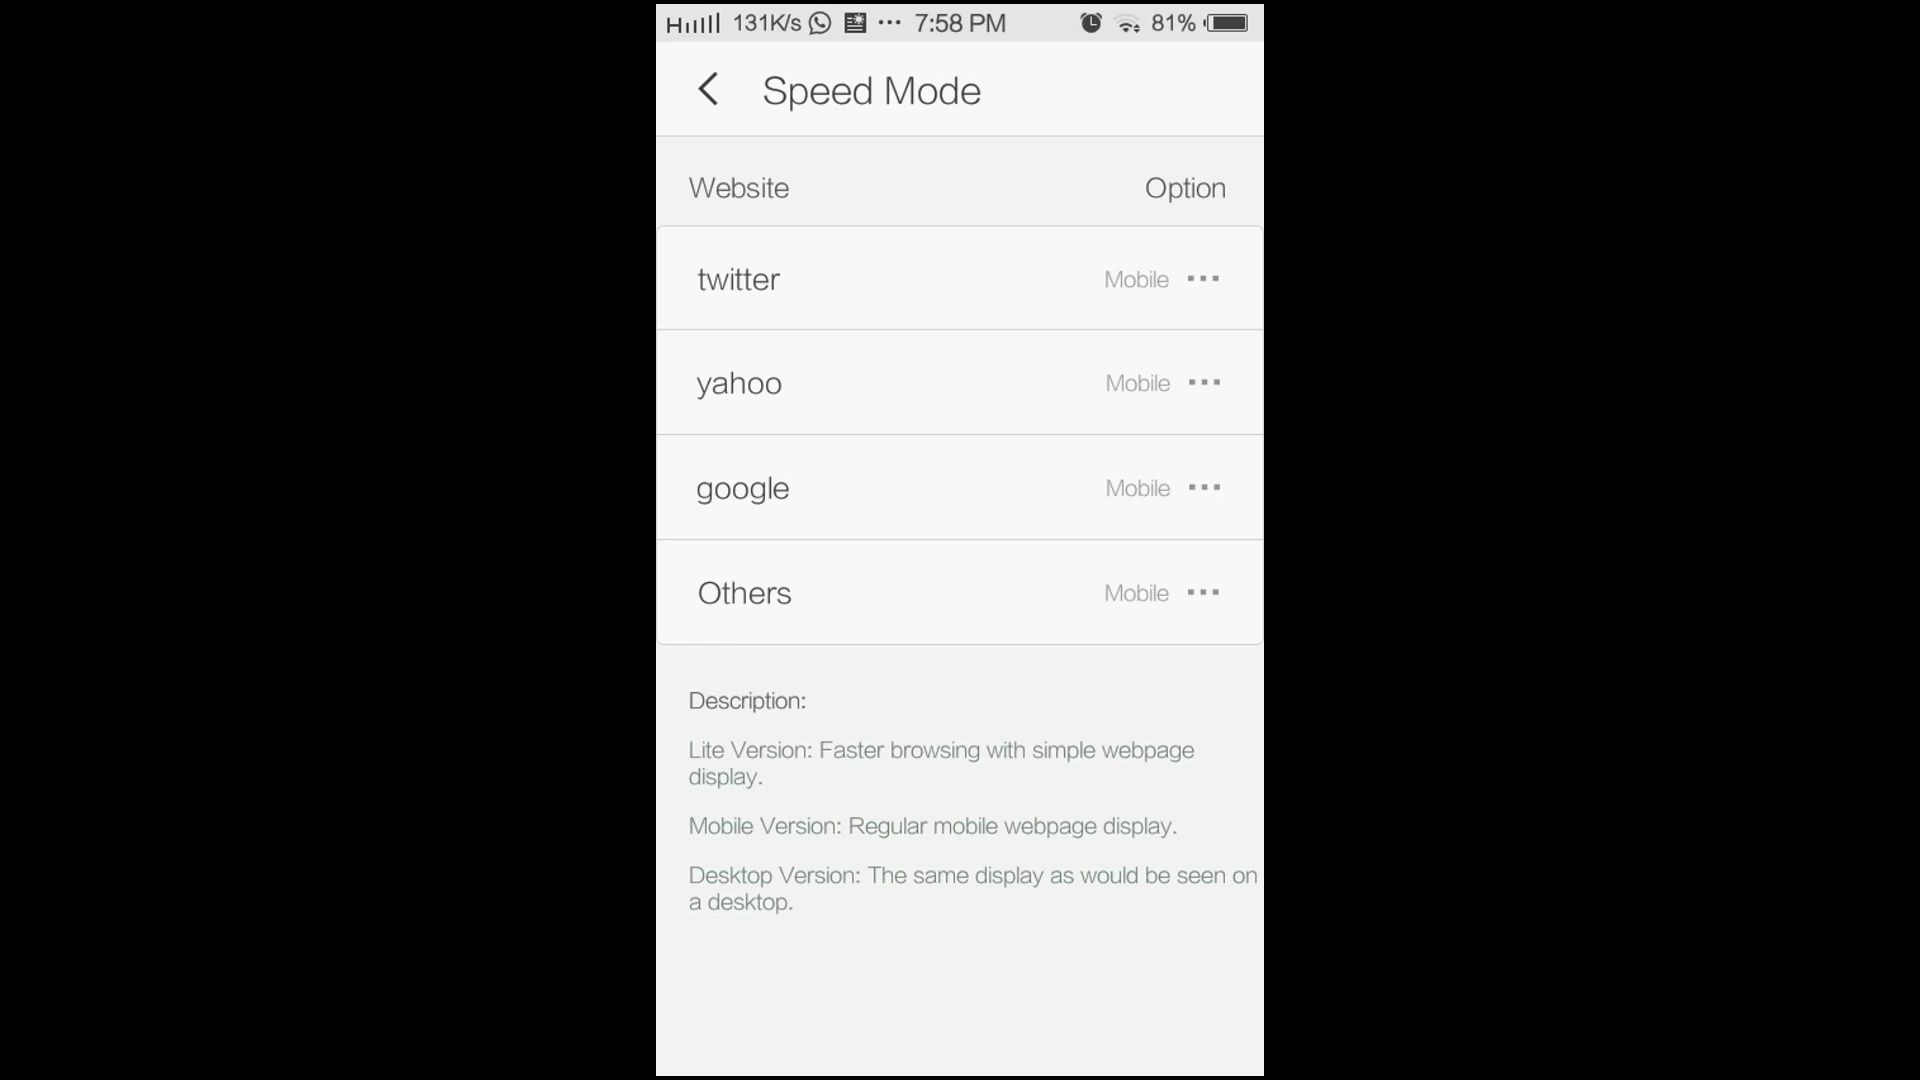 H 131K/s ••• 7:58 PM 81%
Speed Mode
Website Option
twitter Mobile
yahoo Mobile
google Mobile
Others Mobile
Description:
Lite Version: Faster browsing with simple webpage
display.
Mobile Version: Regular mobile webpage display.
Desktop Version: The same display as would be seen on
a desktop.